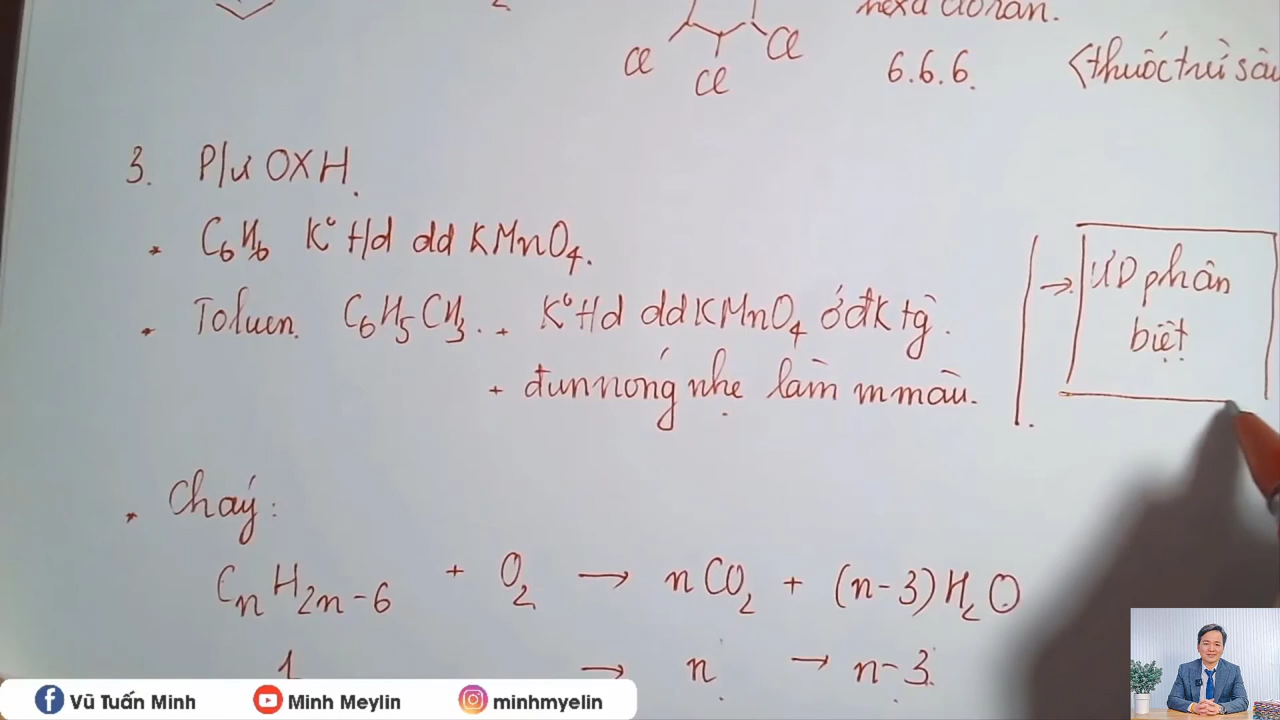 hexa cloran.
Cl
Cl
Cl
6.6.6.
<thuốc trừ sâu
3. P/ư OXH.
* C6H6 K° t/d dd KMnO4.
* Toluen. C6H5CH3. + K° t/d dd KMnO4 ở đk tg.
+ đun nóng nhẹ làm m màu.
→ ƯD phân
biệt
* Cháy:
CnH2n-6 + O2 → nCO2 + (n-3)H2O
1 → n → n-3
Vũ Tuấn Minh
Minh Meylin
minhmyelin